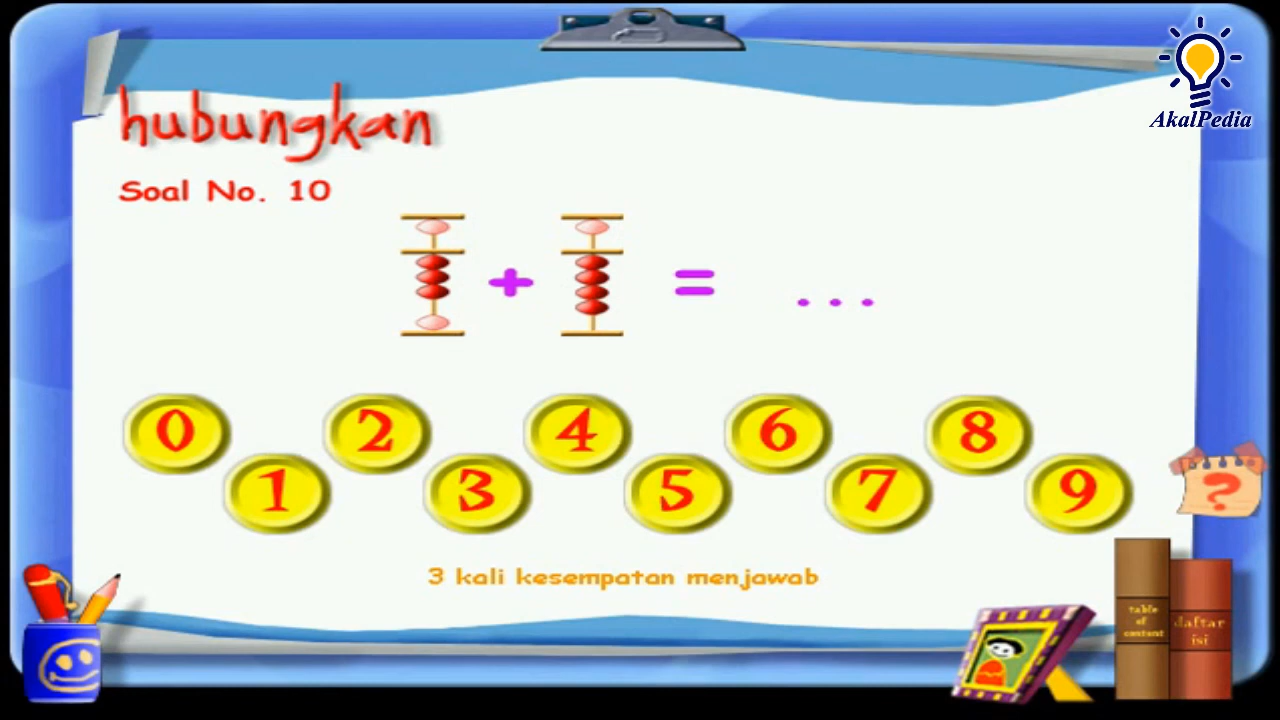 AkalPedia
hubungkan
Soal No. 10
+ = ...
0 2 4 6 8
1 3 5 7 9
?
3 kali kesempatan menjawab
table
of
content
daftar
isi